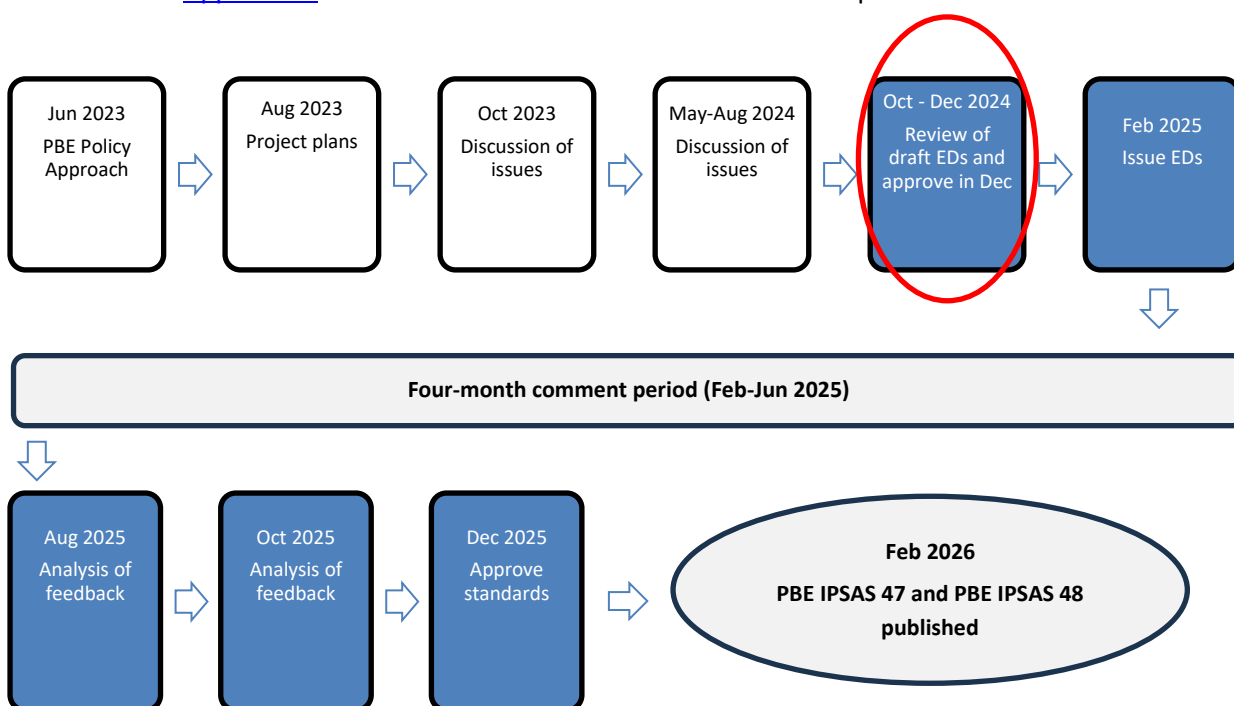 Jun 2023
PBE Policy
Approach
Aug 2023
Project plans
Oct 2023
Discussion of
issues
May-Aug 2024
Discussion of
issues
Oct - Dec 2024
Review of
draft EDs and
approve in Dec
Feb 2025
Issue EDs
Four-month comment period (Feb-Jun 2025)
Aug 2025
Analysis of
feedback
Oct 2025
Analysis of
feedback
Dec 2025
Approve
standards
Feb 2026
PBE IPSAS 47 and PBE IPSAS 48
published